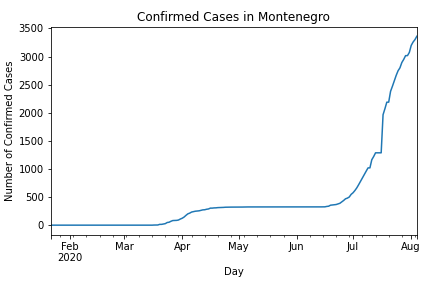 Confirmed Cases in Montenegro
Number of Confirmed Cases
3500
3000
2500
2000
1500
1000
500
0
Feb
2020
Mar
Apr
May
Jun
Jul
Aug
Day